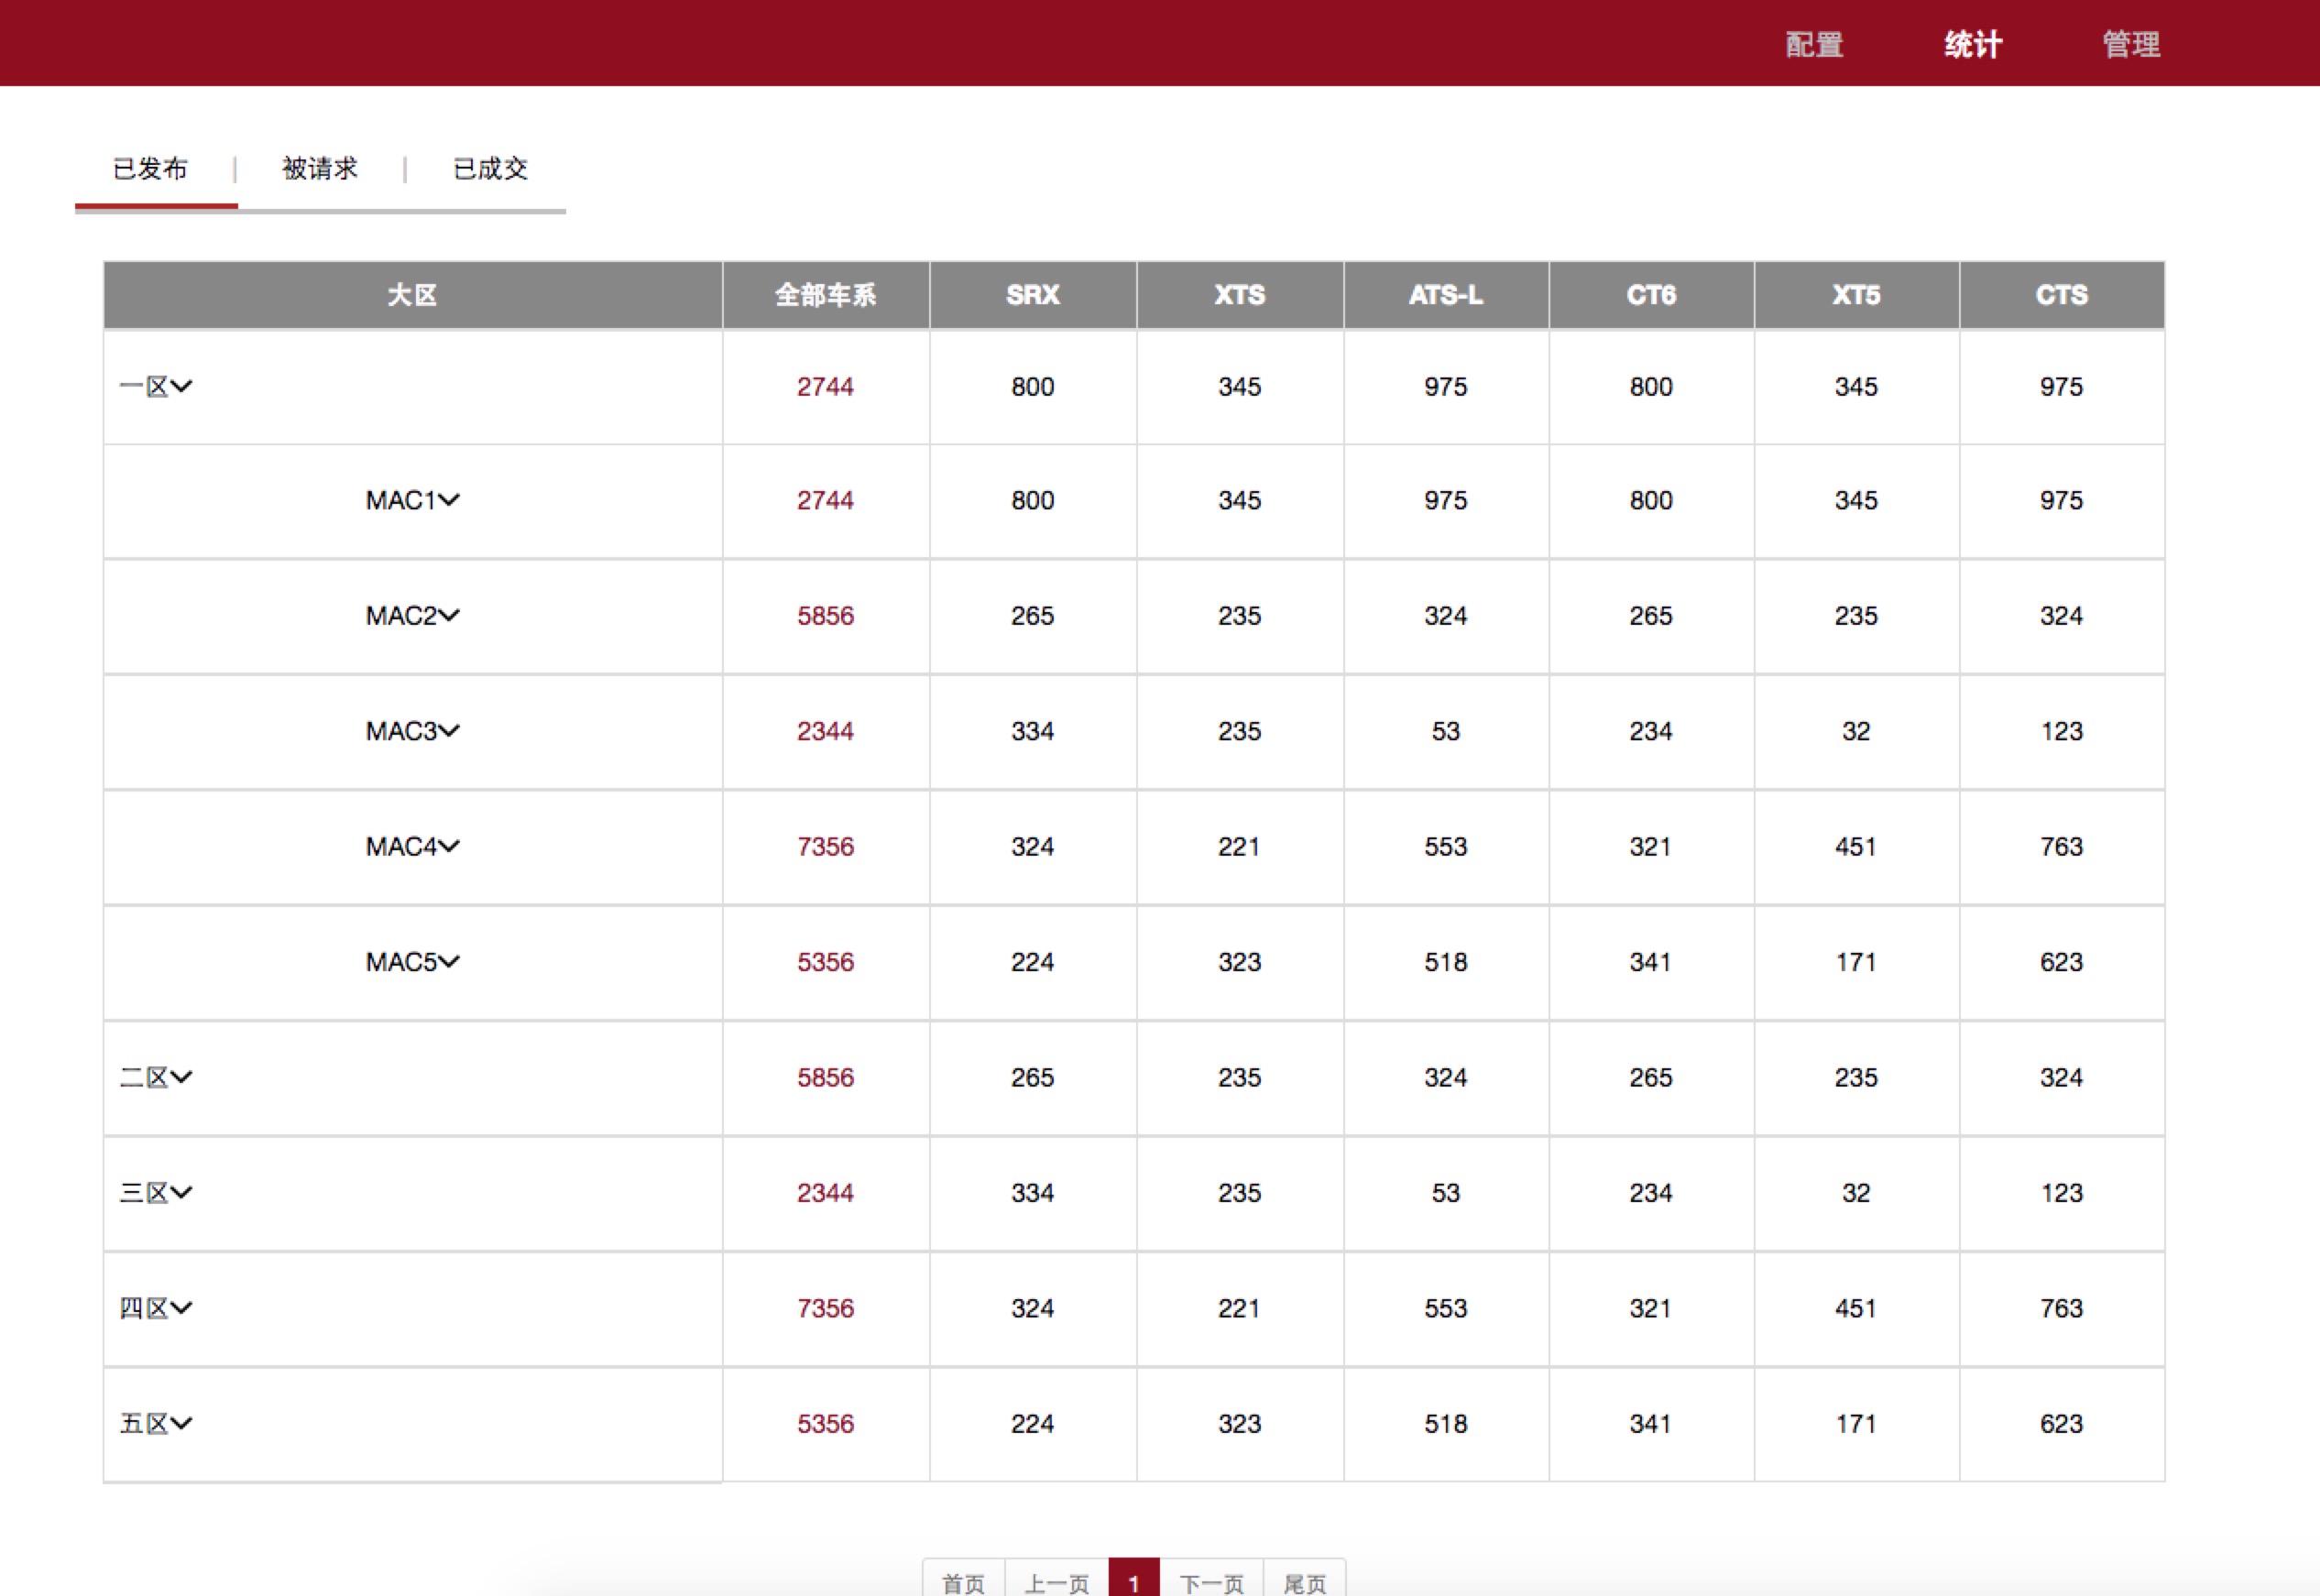 配置 统计 管理
已发布 | 被请求 | 已成交
大区 全部车系 SRX XTS ATS-L CT6 XT5 CTS
一区 2744 800 345 975 800 345 975
MAC1 2744 800 345 975 800 345 975
MAC2 5856 265 235 324 265 235 324
MAC3 2344 334 235 53 234 32 123
MAC4 7356 324 221 553 321 451 763
MAC5 5356 224 323 518 341 171 623
二区 5856 265 235 324 265 235 324
三区 2344 334 235 53 234 32 123
四区 7356 324 221 553 321 451 763
五区 5356 224 323 518 341 171 623
首页 上一页 1 下一页 尾页